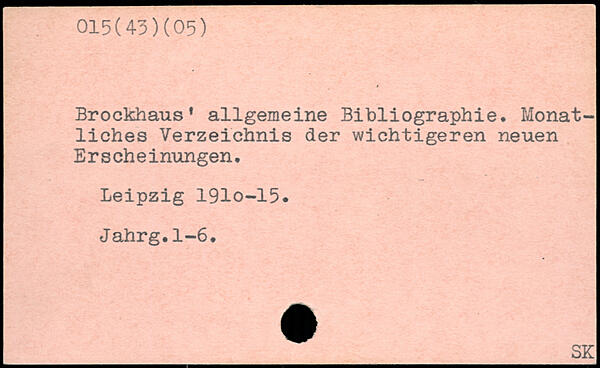 015(43)(05)
Brockhaus' allgemeine Bibliographie. Monat-
liches Verzeichnis der wichtigeren neuen
Erscheinungen.
Leipzig 191o-15.
Jahrg.1-6.
SK